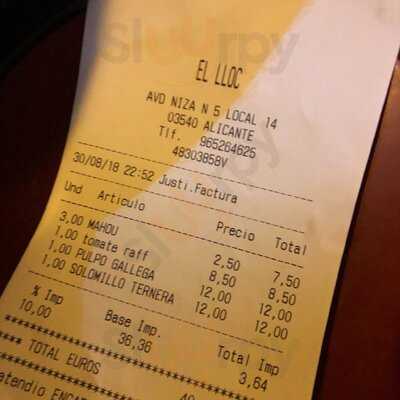 Sluurpy
EL LLOC
AVD NIZA N 5 LOCAL 14
03540 ALICANTE
Tlf. 965264625
48303858V
30/08/18 22:52 Justi.Factura
Und Articulo Precio Total
3,00 MAHOU 2,50 7,50
1,00 tomate raff 8,50 8,50
1,00 PULPO GALLEGA 12,00 12,00
1,00 SOLOMILLO TERNERA 12,00 12,00
% Imp Base Imp. Total Imp
10,00 36,36 3,64
**** TOTAL EUROS